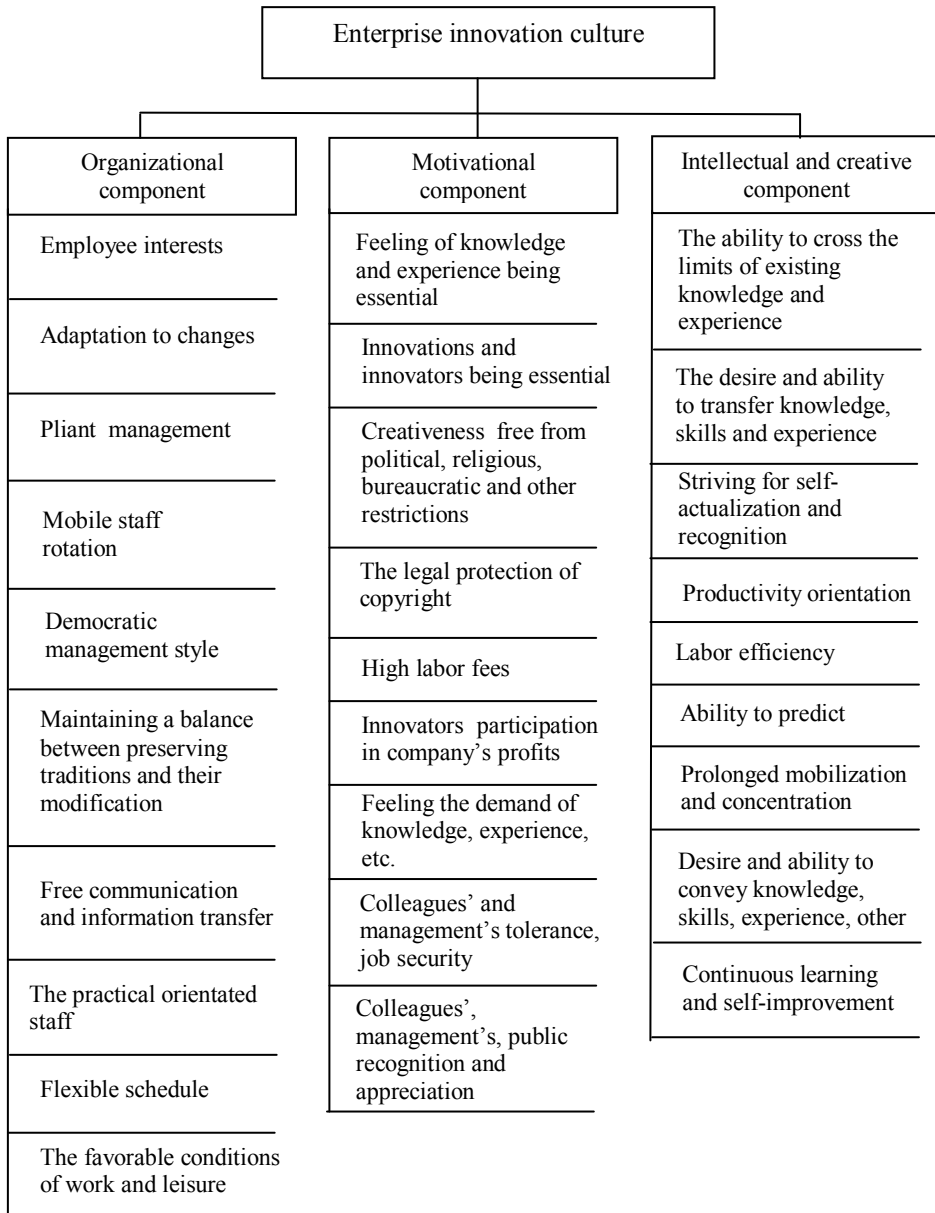 Enterprise innovation culture
Organizational
component
Employee interests
Adaptation to changes
Pliant management
Mobile staff
rotation
Democratic
management style
Maintaining a balance
between preserving
traditions and their
modification
Free communication
and information transfer
The practical orientated
staff
Flexible schedule
The favorable conditions
of work and leisure
Motivational
component
Feeling of knowledge
and experience being
essential
Innovations and
innovators being essential
Creativeness free from
political, religious,
bureaucratic and other
restrictions
The legal protection of
copyright
High labor fees
Innovators participation
in company’s profits
Feeling the demand of
knowledge, experience,
etc.
Colleagues’ and
management’s tolerance,
job security
Colleagues’,
management’s, public
recognition and
appreciation
Intellectual and creative
component
The ability to cross the
limits of existing
knowledge and
experience
The desire and ability
to transfer knowledge,
skills and experience
Striving for self-
actualization and
recognition
Productivity orientation
Labor efficiency
Ability to predict
Prolonged mobilization
and concentration
Desire and ability to
convey knowledge,
skills, experience, other
Continuous learning
and self-improvement